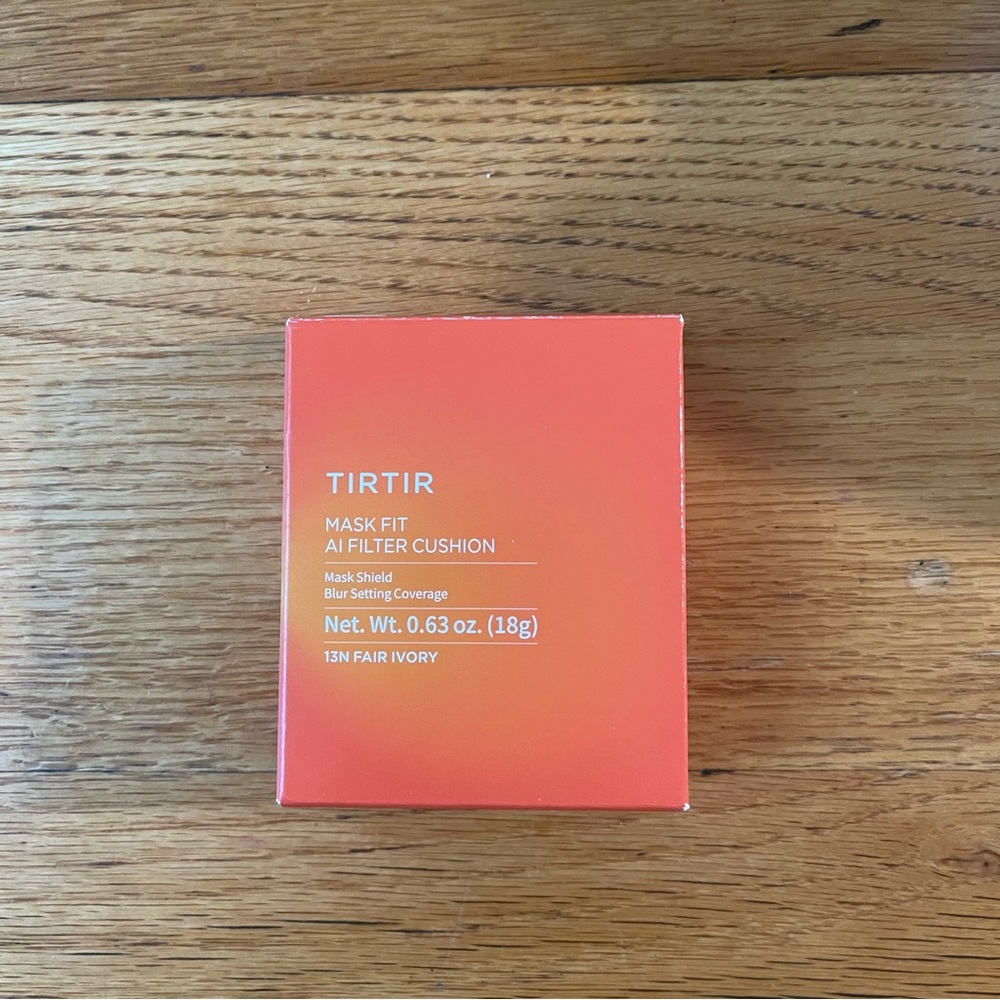 TIRTIR
MASK FIT
AI FILTER CUSHION
Mask Shield
Blur Setting Coverage
Net. Wt. 0.63 oz. (18g)
13N FAIR IVORY